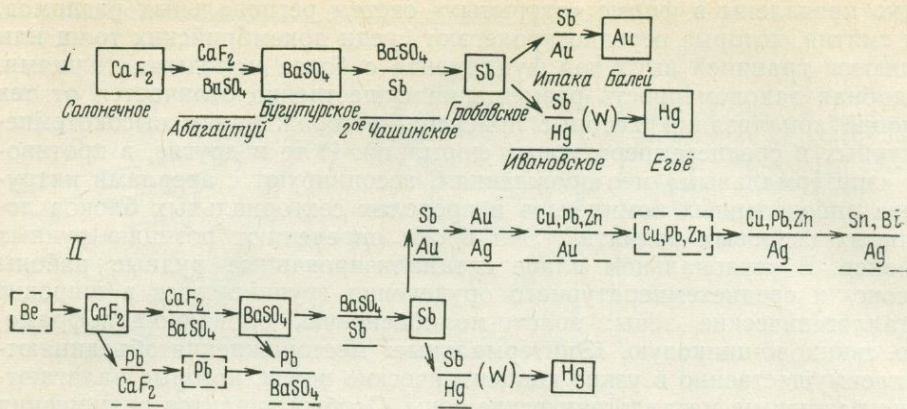 I
CaF₂ CaF₂ BaSO₄ BaSO₄ BaSO₄ Sb Sb Sb Au Au
Итака Балей
Солонечное Бугутурское Гробовское Sb Hg (W) Hg
Абагайтуй 2ое Чашинское Ивановское Егьё
II
Sb Au Au Ag Cu,Pb,Zn Au Cu,Pb,Zn Cu,Pb,Zn Ag Sn, Bi Ag
Be CaF₂ CaF₂ BaSO₄ BaSO₄ BaSO₄ Sb Sb
Pb CaF₂ Pb Pb BaSO₄
Sb Hg (W) Hg